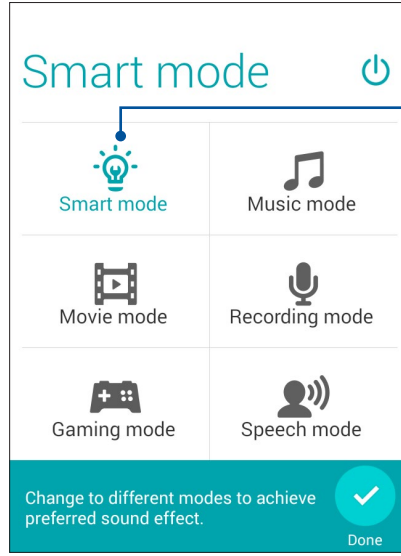 Smart mode
Smart mode
Music mode
Movie mode
Recording mode
Gaming mode
Speech mode
Change to different modes to achieve
preferred sound effect.
Done